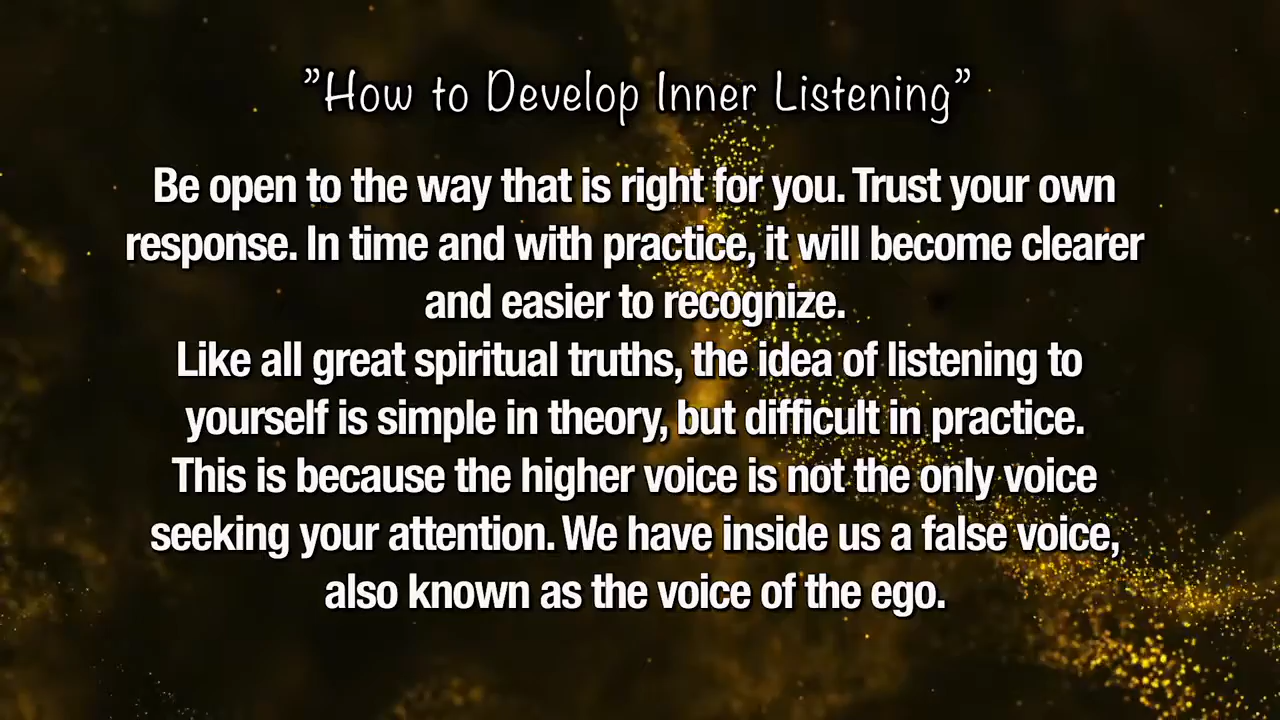 "How to Develop Inner Listening"
Be open to the way that is right for you. Trust your own
response. In time and with practice, it will become clearer
and easier to recognize.
Like all great spiritual truths, the idea of listening to
yourself is simple in theory, but difficult in practice.
This is because the higher voice is not the only voice
seeking your attention. We have inside us a false voice,
also known as the voice of the ego.